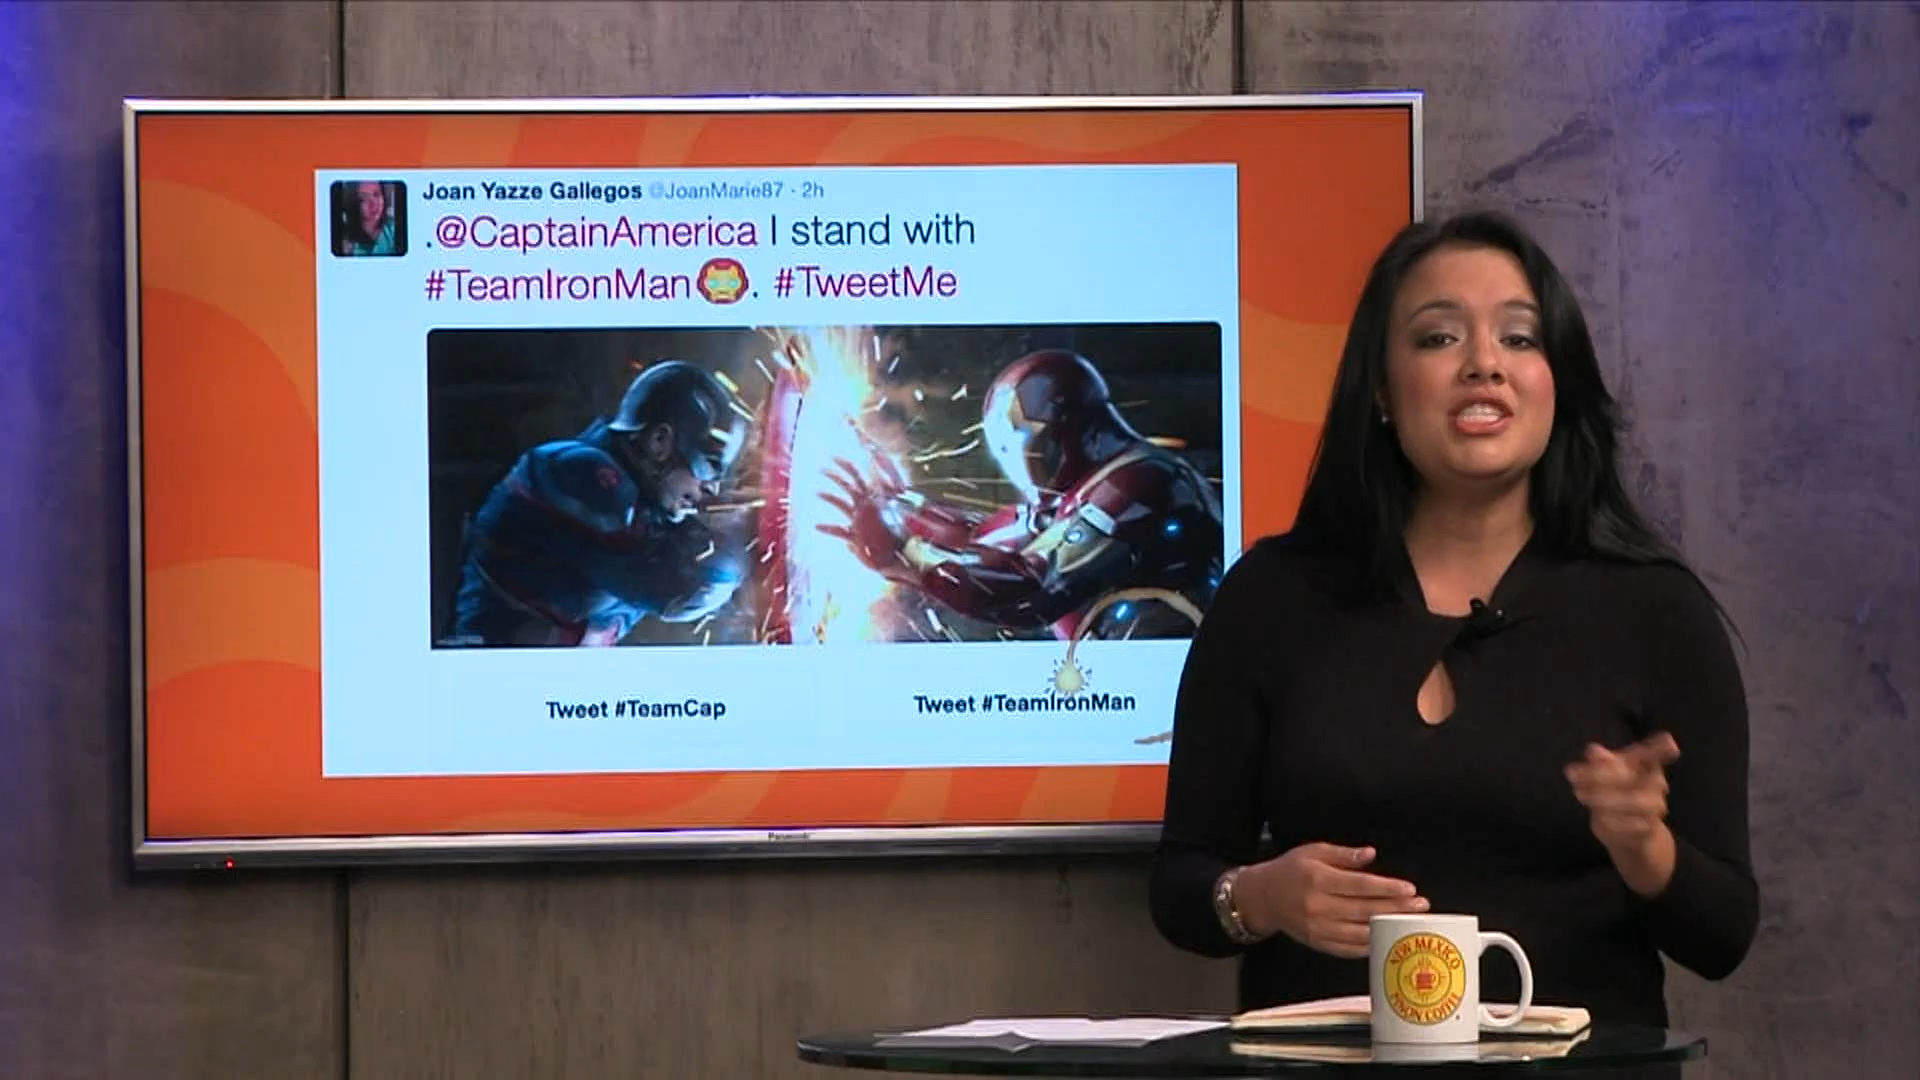 Joan Yazze Gallegos @JoanMarie87 · 2h
.@CaptainAmerica I stand with
#TeamIronMan. #TweetMe
Tweet #TeamCap
Tweet #TeamIronMan
Panasonic
NEW MEXICO
PIÑON COFFEE